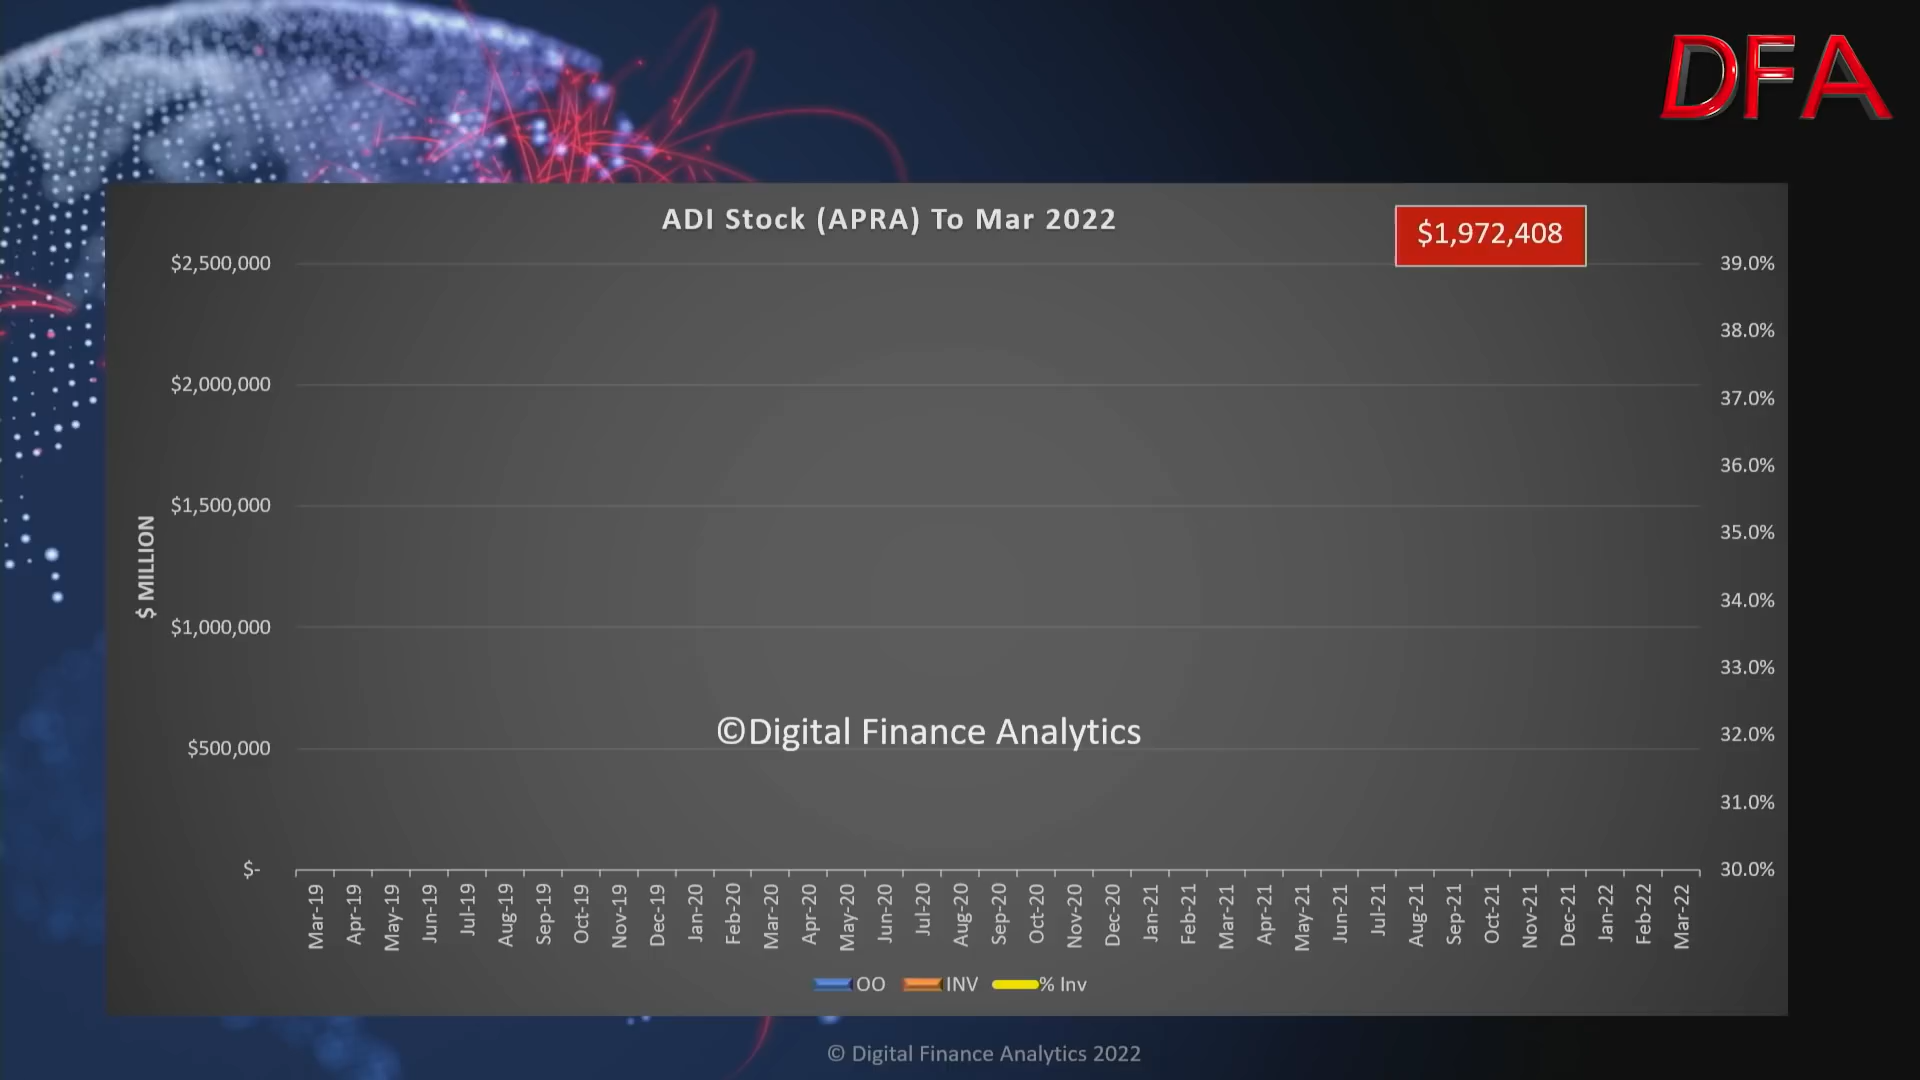 DFA
ADI Stock (APRA) To Mar 2022
$1,972,408
$2,500,000
$2,000,000
$1,500,000
$1,000,000
$500,000
$-
$ MILLION
39.0%
38.0%
37.0%
36.0%
35.0%
34.0%
33.0%
32.0%
31.0%
30.0%
©Digital Finance Analytics
Mar-19
Apr-19
May-19
Jun-19
Jul-19
Aug-19
Sep-19
Oct-19
Nov-19
Dec-19
Jan-20
Feb-20
Mar-20
Apr-20
May-20
Jun-20
Jul-20
Aug-20
Sep-20
Oct-20
Nov-20
Dec-20
Jan-21
Feb-21
Mar-21
Apr-21
May-21
Jun-21
Jul-21
Aug-21
Sep-21
Oct-21
Nov-21
Dec-21
Jan-22
Feb-22
Mar-22
OO INV % Inv
© Digital Finance Analytics 2022